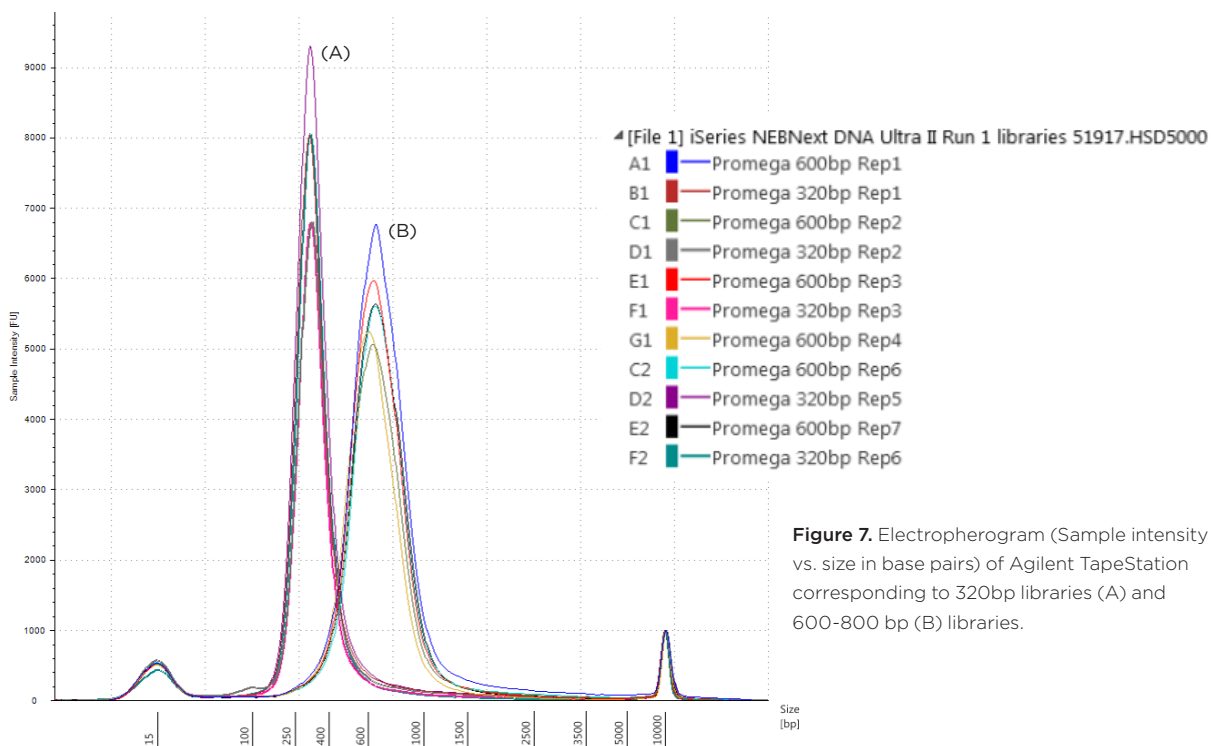 (A)
(B)
9000
8000
7000
6000
5000
4000
3000
2000
1000
0
Sample Intensity [FU]
15
100
250
400
600
1000
1500
2500
3500
5000
10000
Size
[bp]
[File 1] iSeries NEBNext DNA Ultra II Run 1 libraries 51917.HSD5000
A1 Promega 600bp Rep1
B1 Promega 320bp Rep1
C1 Promega 600bp Rep2
D1 Promega 320bp Rep2
E1 Promega 600bp Rep3
F1 Promega 320bp Rep3
G1 Promega 600bp Rep4
C2 Promega 600bp Rep6
D2 Promega 320bp Rep5
E2 Promega 600bp Rep7
F2 Promega 320bp Rep6
Figure 7. Electropherogram (Sample intensity
vs. size in base pairs) of Agilent TapeStation
corresponding to 320bp libraries (A) and
600-800 bp (B) libraries.